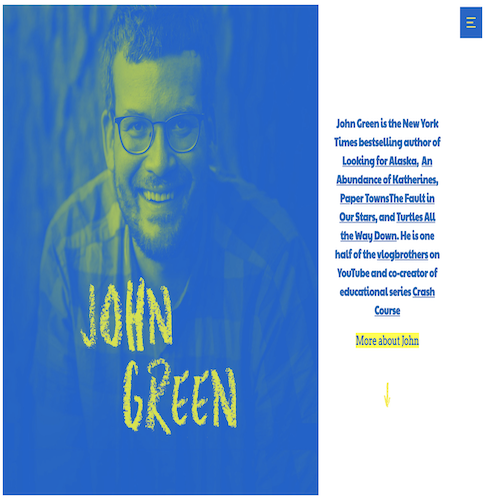 JOHN
GREEN
John Green is the New York
Times bestselling author of
Looking for Alaska, An
Abundance of Katherines,
Paper TownsThe Fault in
Our Stars, and Turtles All
the Way Down. He is one
half of the vlogbrothers on
YouTube and co-creator of
educational series Crash
Course
More about John